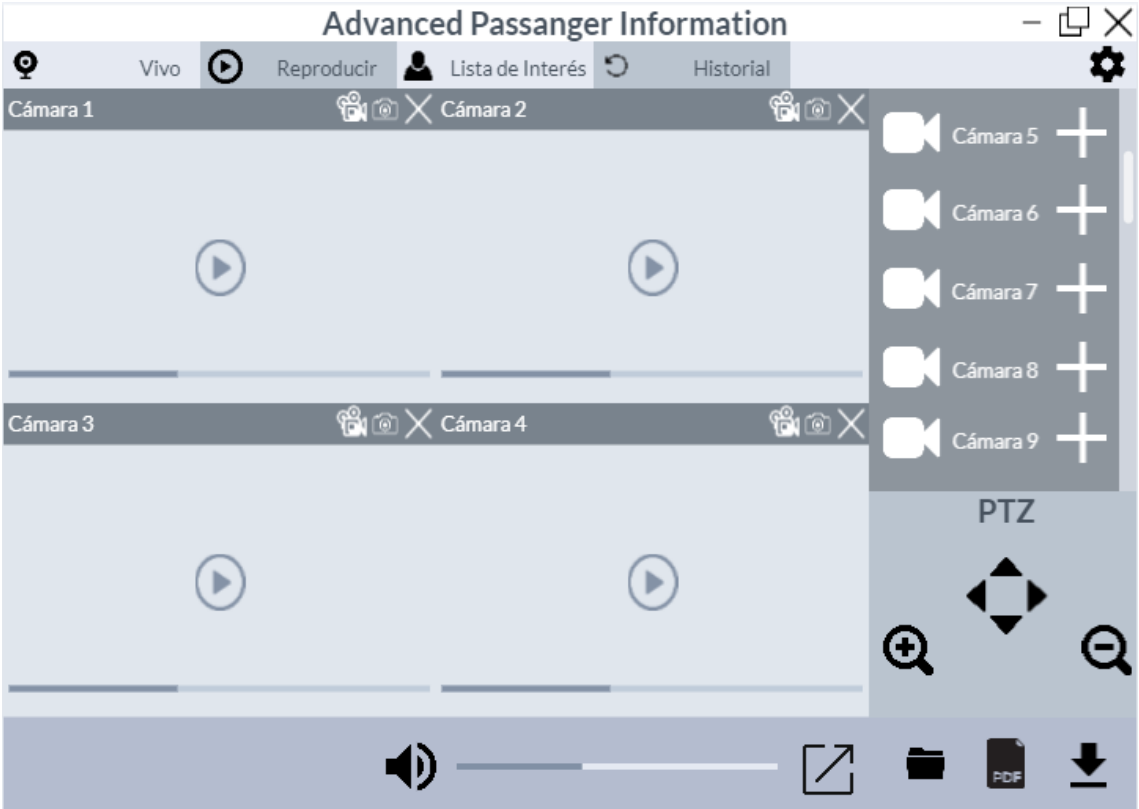 Advanced Passanger Information
Vivo Reproducir Lista de Interés Historial
Cámara 1 Cámara 2
Cámara 5
Cámara 6
Cámara 7
Cámara 8
Cámara 3 Cámara 4
Cámara 9
PTZ
PDF